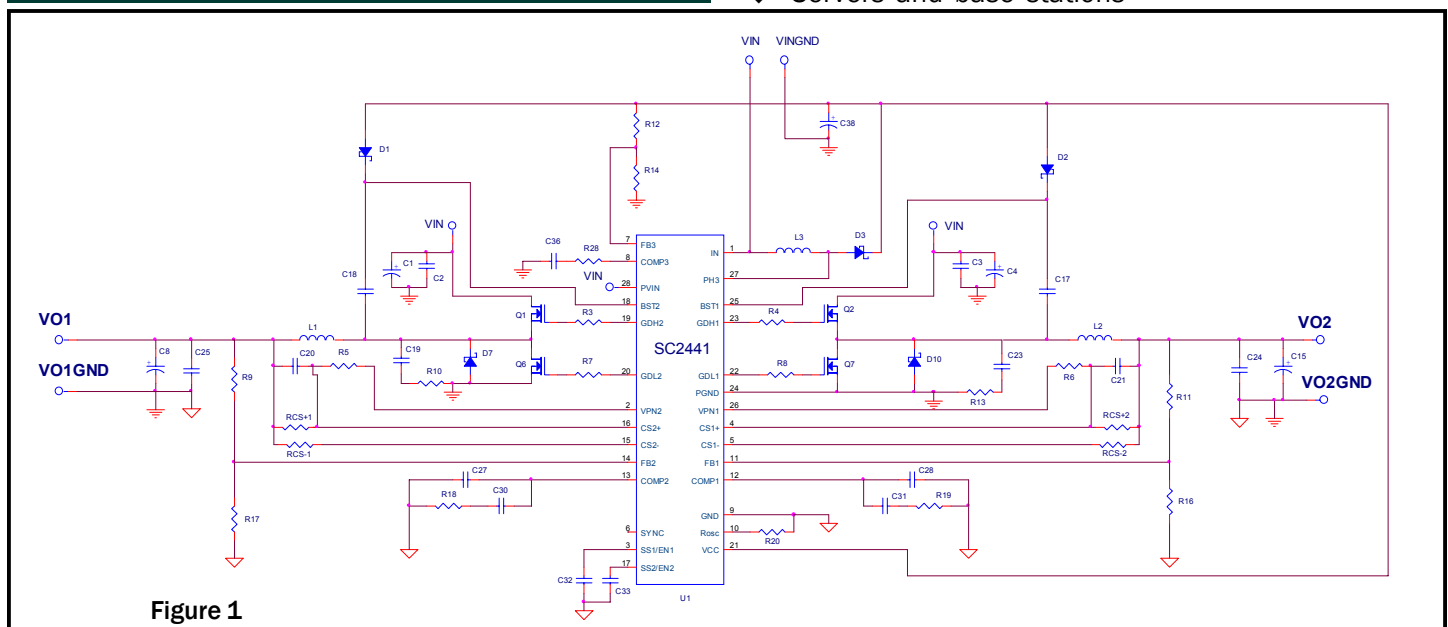 Servers and base stations
VIN VINGND
R12
C38
D1
D2
R14
VIN
VIN
L3
D3
7 FB3
IN 1
C36
R28
8 COMP3
C1
C2
C3
C4
C18
VIN
PH3 27
C17
28 PVIN
18 BST2
BST1 25
Q1
R3
19 GDH2
GDH1 23
R4
Q2
VO1
L1
SC2441
L2
VO2
C8
C25
C20
R5
C19
D7
Q6
R7
20 GDL2
GDL1 22
R8
Q7
D10
C23
R6
C21
C24
C15
R9
R10
PGND 24
R13
VO1GND
VO2GND
2 VPN2
VPN1 26
R11
RCS+1
16 CS2+
CS1+ 4
RCS+2
15 CS2-
CS1- 5
RCS-1
RCS-2
14 FB2
FB1 11
C27
13 COMP2
COMP1 12
C28
R18
C30
C31
R19
R16
R17
GND 9
6 SYNC
Rosc 10
R20
3 SS1/EN1
VCC 21
17 SS2/EN2
C32
C33
U1
Figure 1